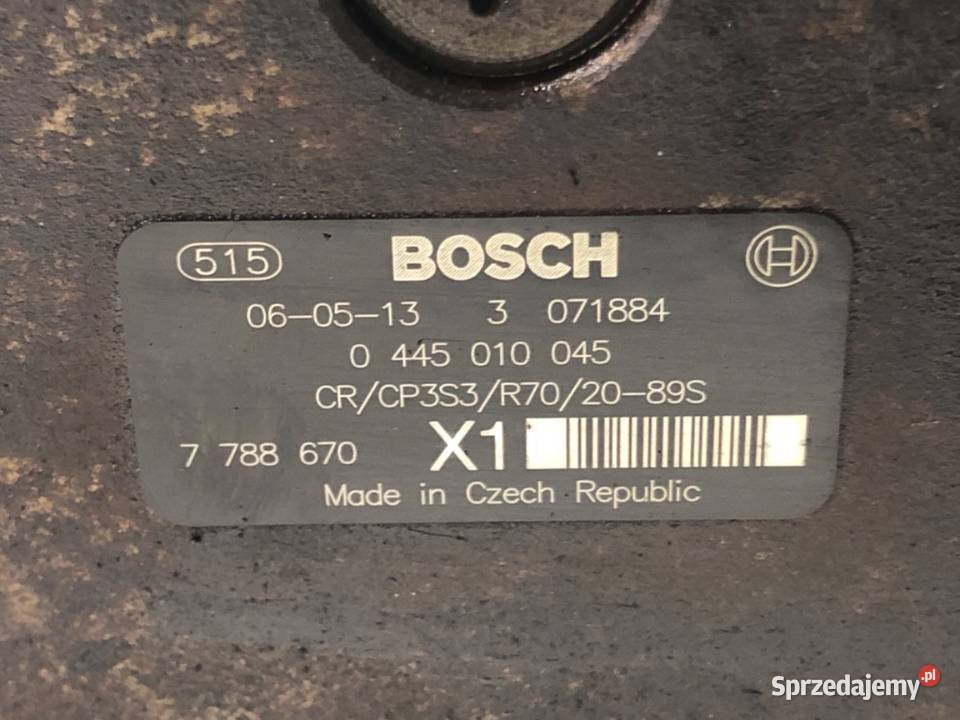 515 BOSCH H
06-05-13 3 071884
0 445 010 045
CR/CP3S3/R70/20-89S
7 788 670 X1
Made in Czech Republic
Sprzedajemy.pl